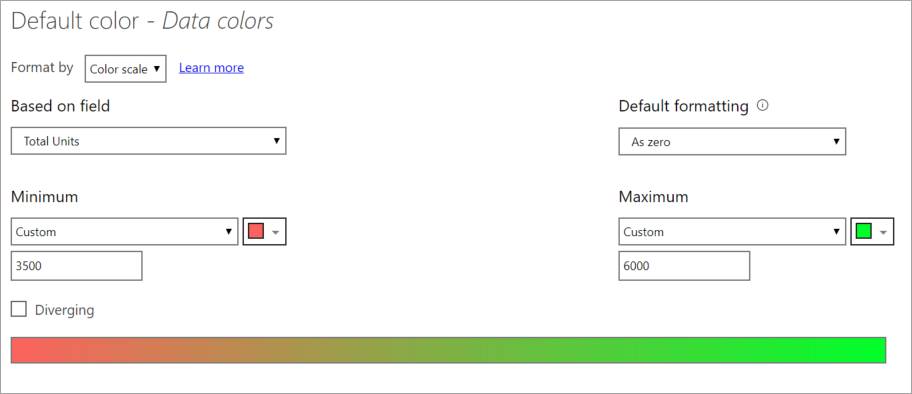 Default color - Data colors
Format by Color scale Learn more
Based on field Default formatting
Total Units As zero
Minimum Maximum
Custom Custom
3500 6000
Diverging